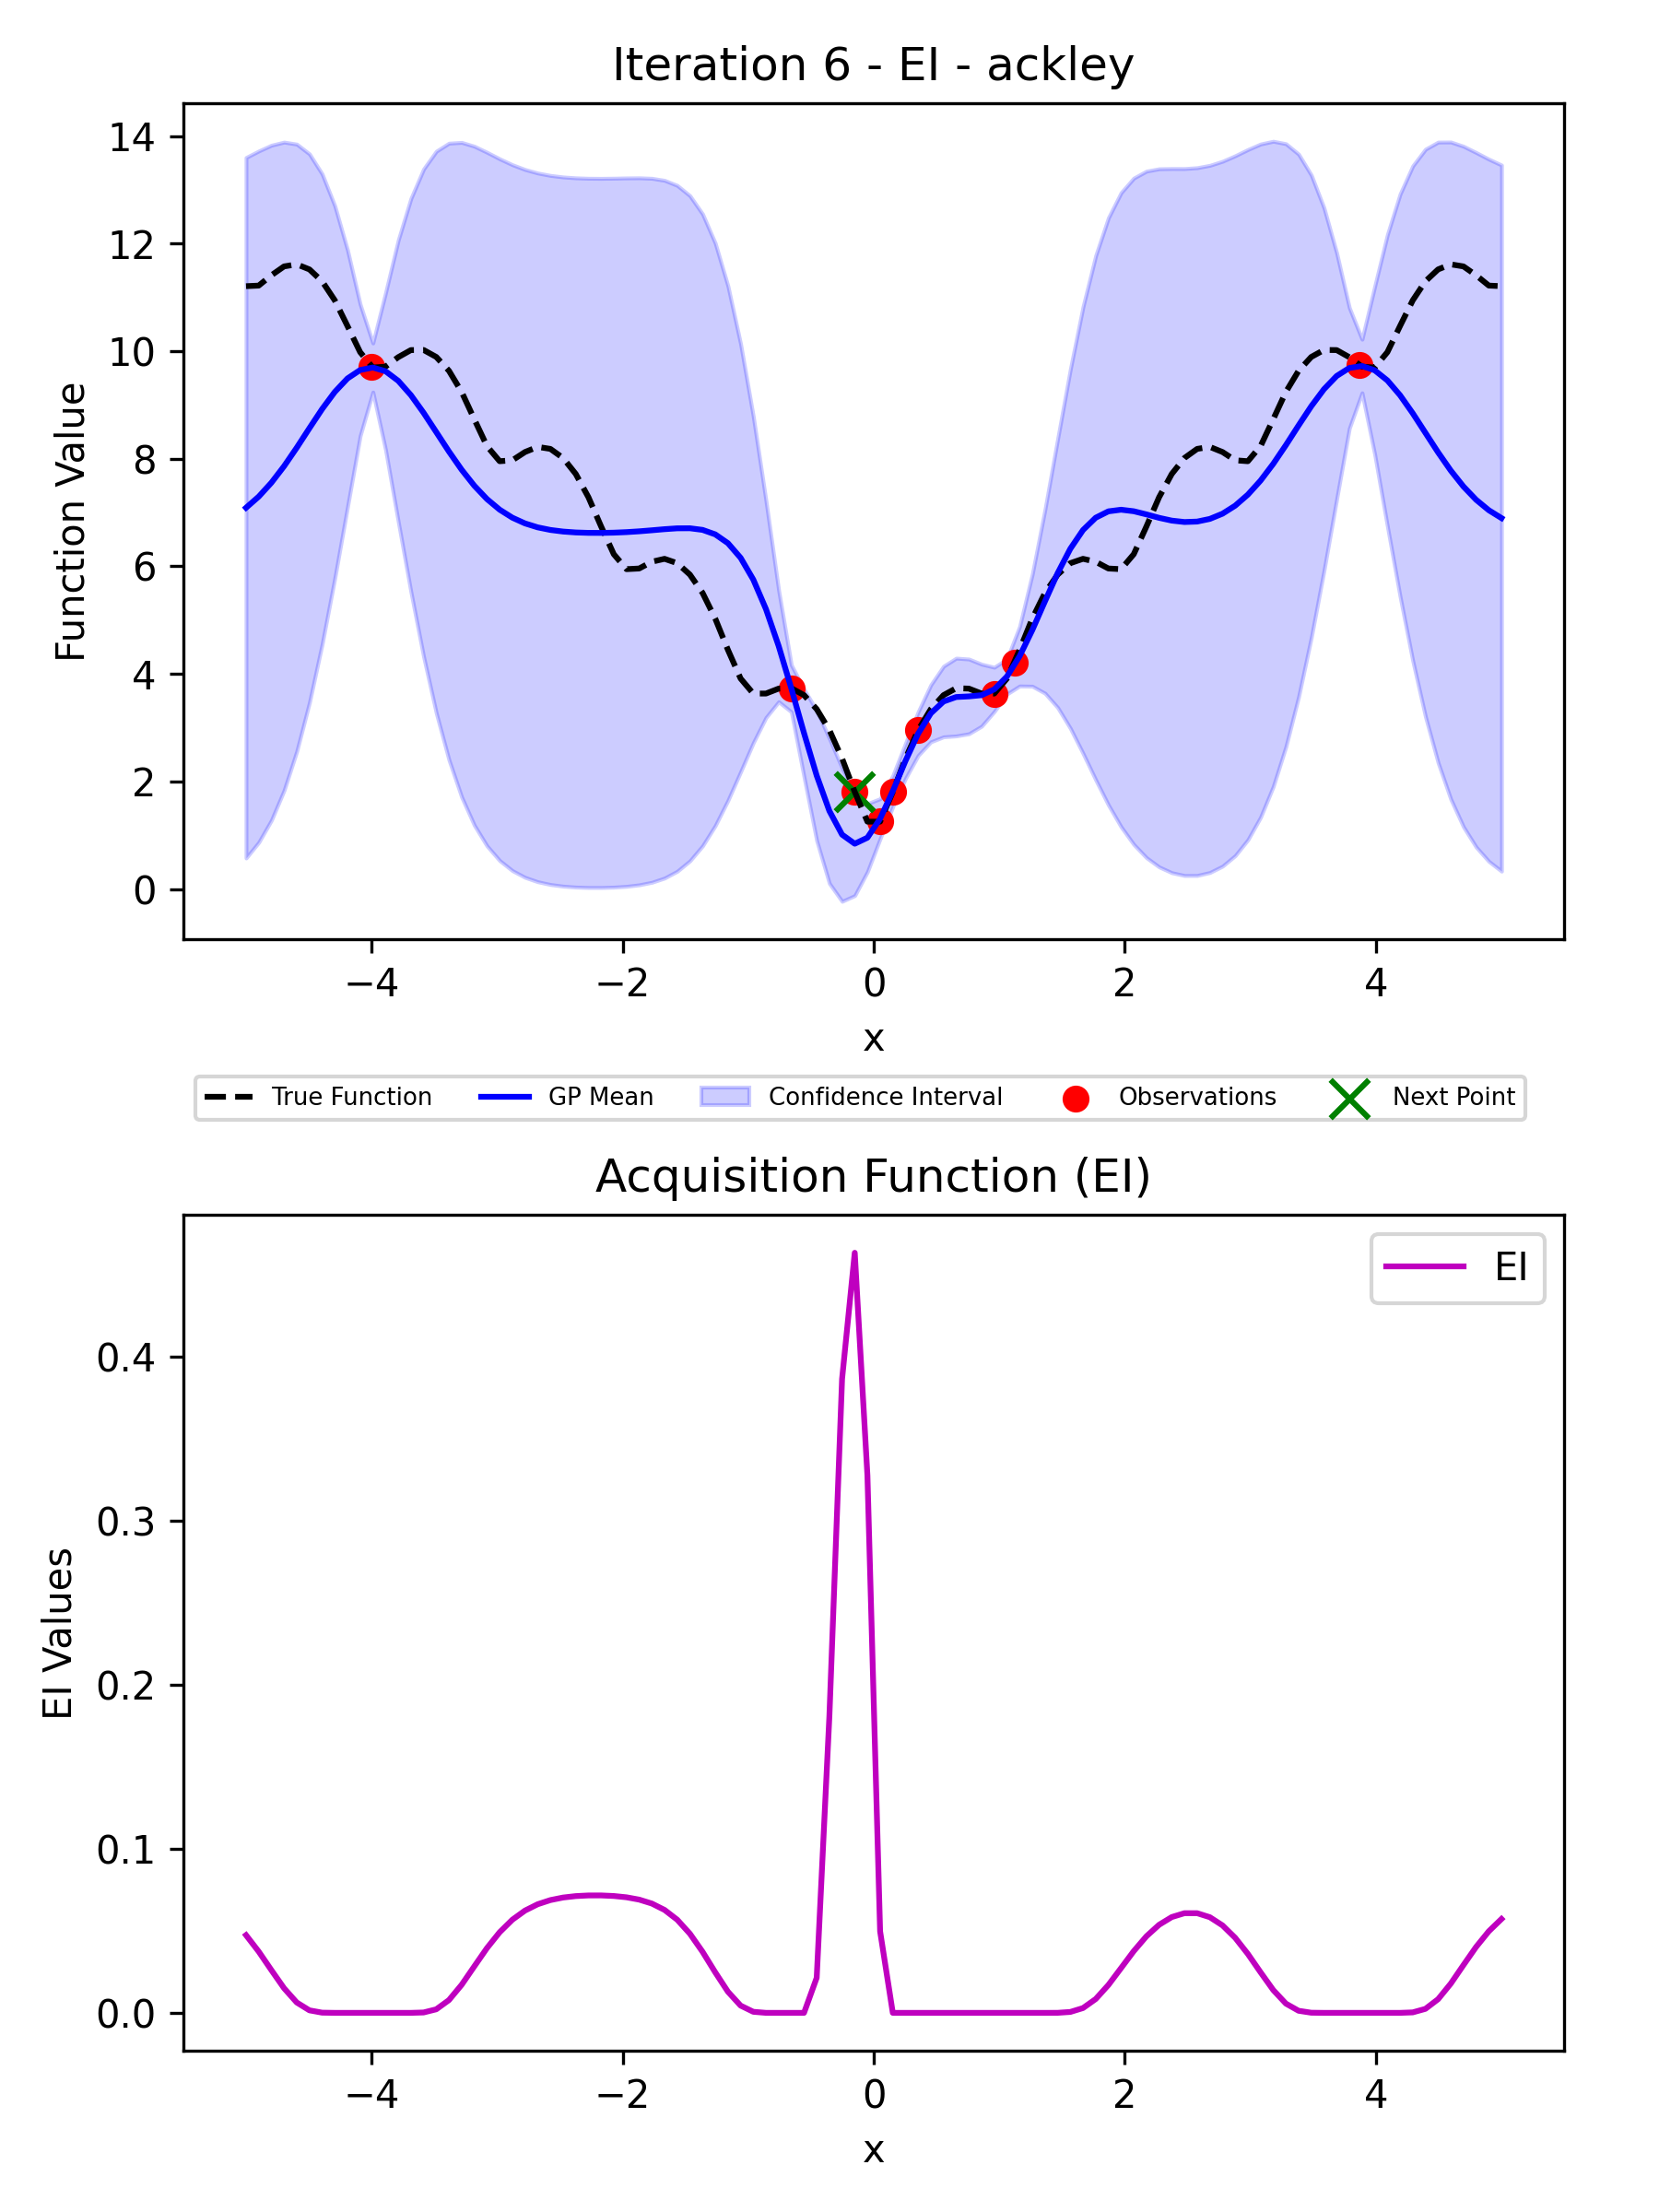 Iteration 6 - EI - ackley
14
12
10
8
6
4
2
0
Function Value
−4 −2 0 2 4
x
True Function GP Mean Confidence Interval Observations Next Point
Acquisition Function (EI)
EI
0.4
0.3
0.2
0.1
0.0
EI Values
−4 −2 0 2 4
x